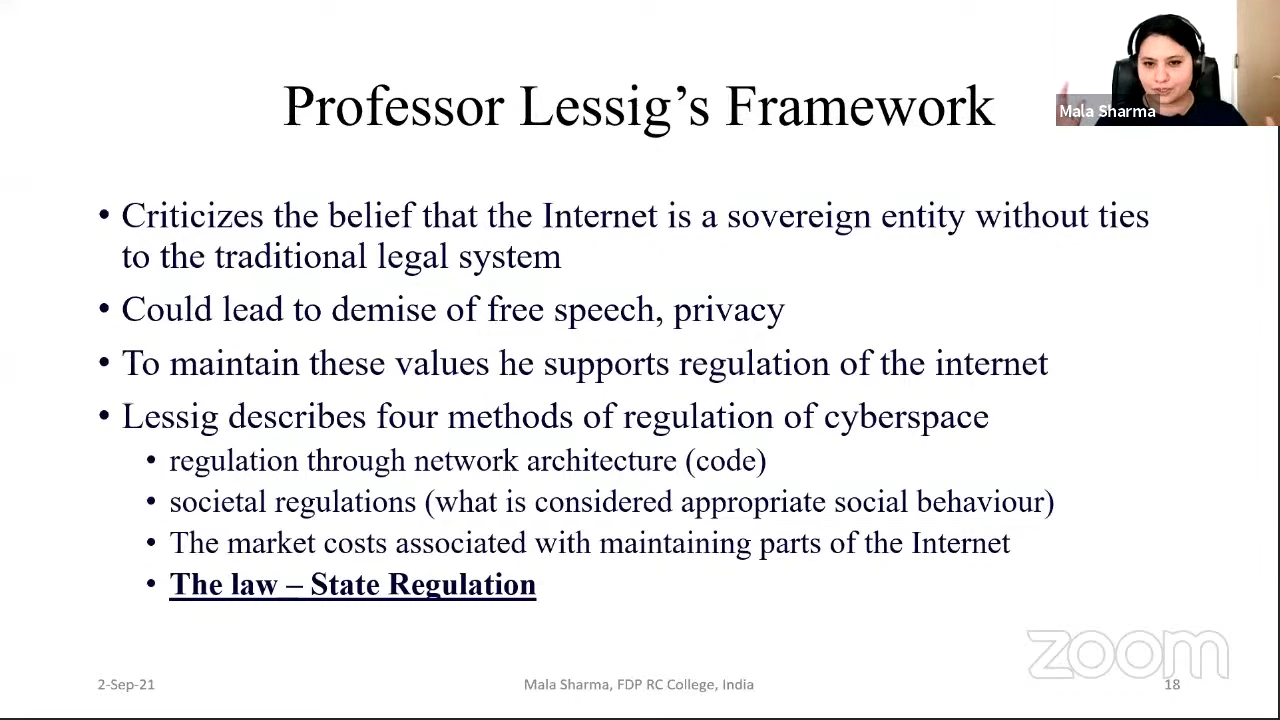 Professor Lessig's Framework
Mala Sharma
• Criticizes the belief that the Internet is a sovereign entity without ties
to the traditional legal system
• Could lead to demise of free speech, privacy
• To maintain these values he supports regulation of the internet
• Lessig describes four methods of regulation of cyberspace
• regulation through network architecture (code)
• societal regulations (what is considered appropriate social behaviour)
• The market costs associated with maintaining parts of the Internet
• The law – State Regulation
zoom
2-Sep-21
Mala Sharma, FDP RC College, India
18